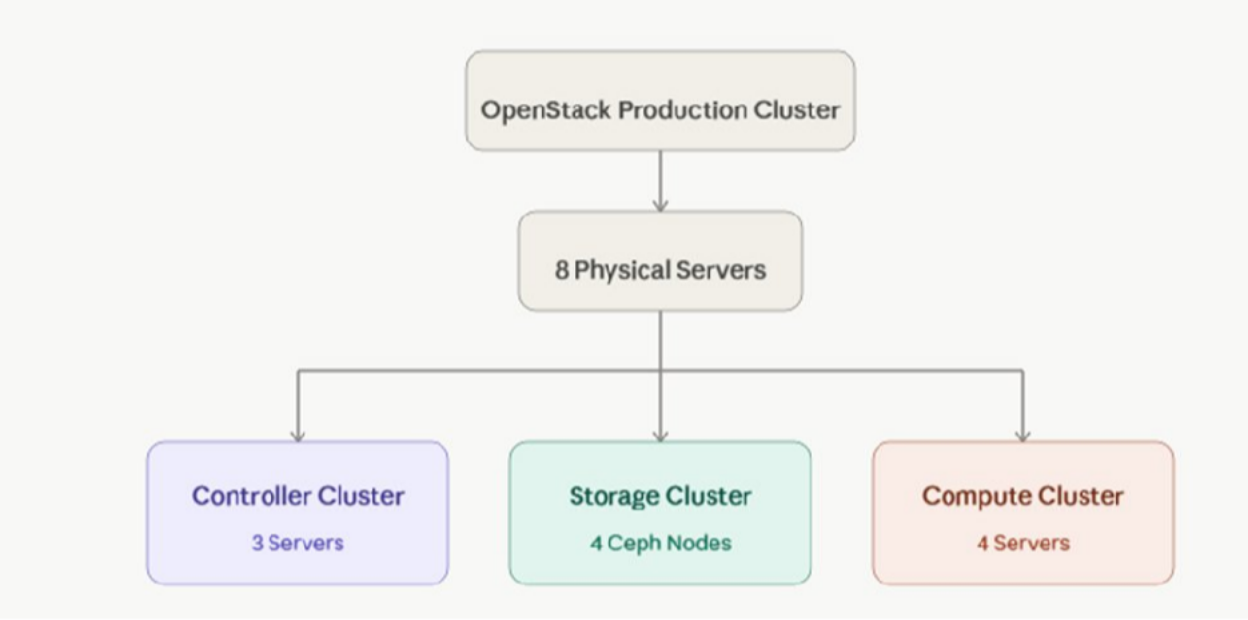 OpenStack Production Cluster
8 Physical Servers
Controller Cluster
3 Servers
Storage Cluster
4 Ceph Nodes
Compute Cluster
4 Servers